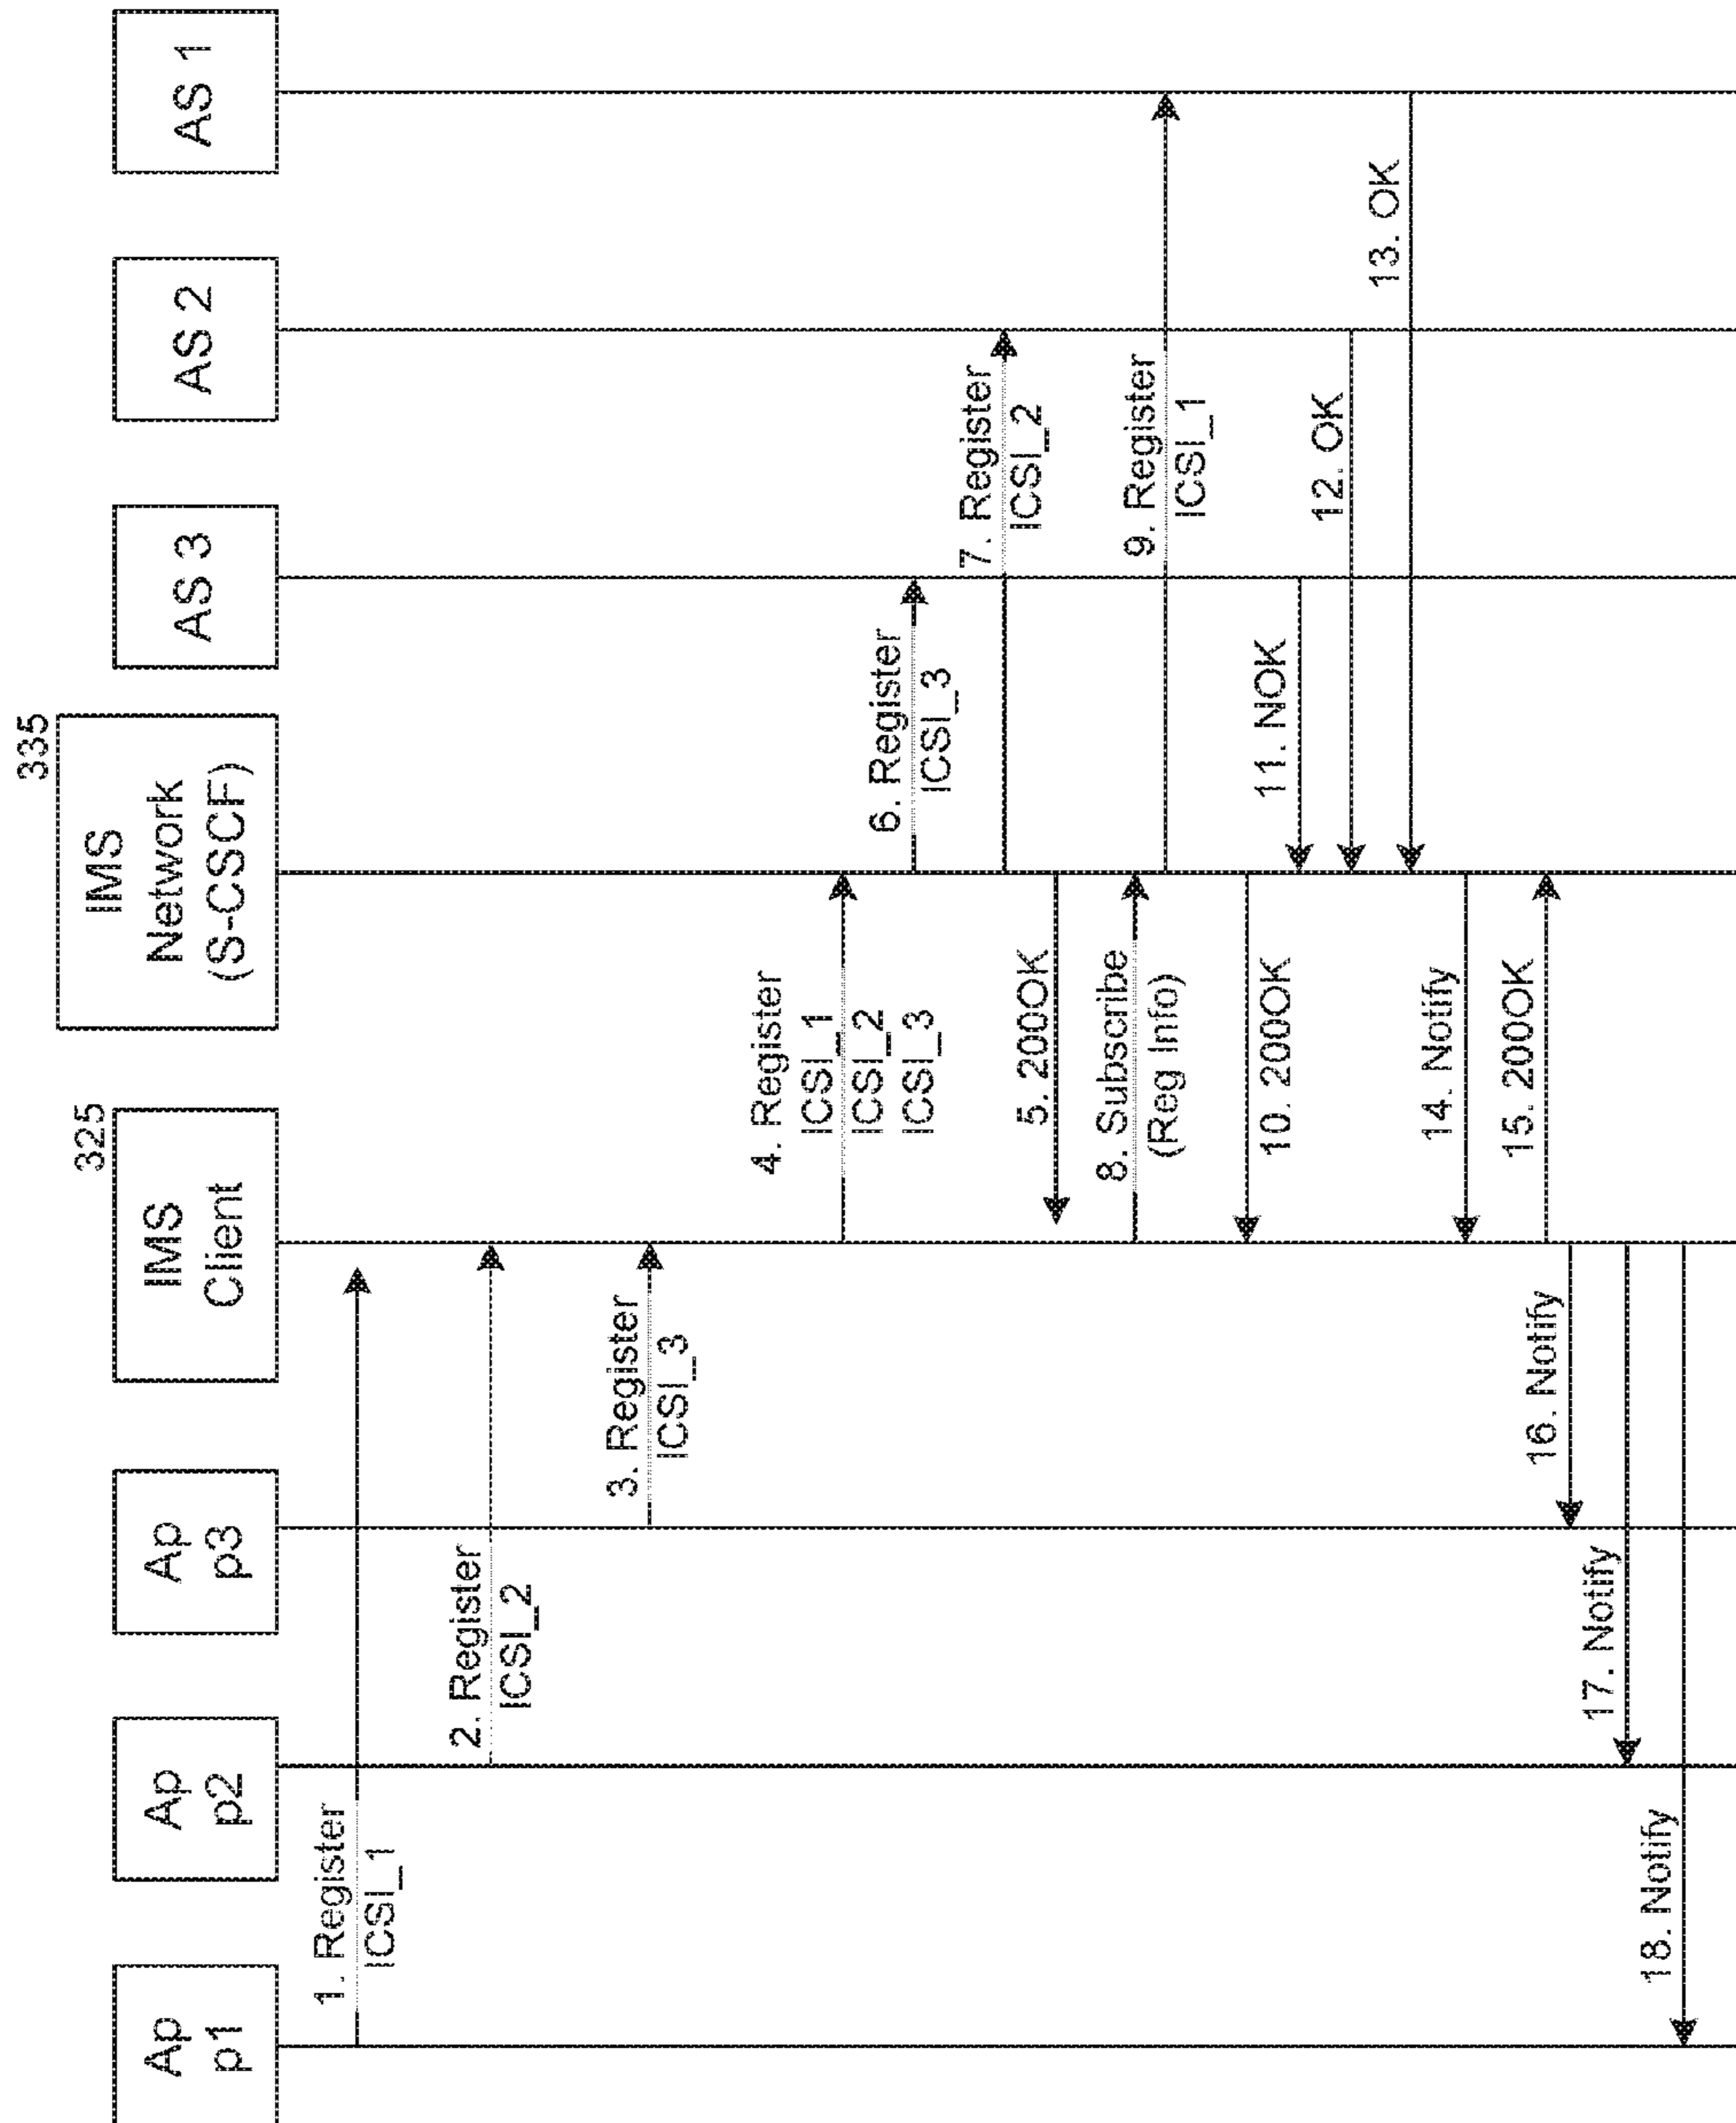 Ap
p1
Ap
p2
Ap
p3
325
IMS
Client
335
IMS
Network
(S-CSCF)
AS 3
AS 2
AS 1
1. Register
ICSI_1
2. Register
ICSI_2
3. Register
ICSI_3
4. Register
ICSI_1
ICSI_2
ICSI_3
6. Register
ICSI_3
7. Register
ICSI_2
5. 200OK
8. Subscribe
(Reg Info)
9. Register
ICSI_1
10. 200OK
11. NOK
12. OK
13. OK
14. Notify
15. 200OK
16. Notify
17. Notify
18. Notify